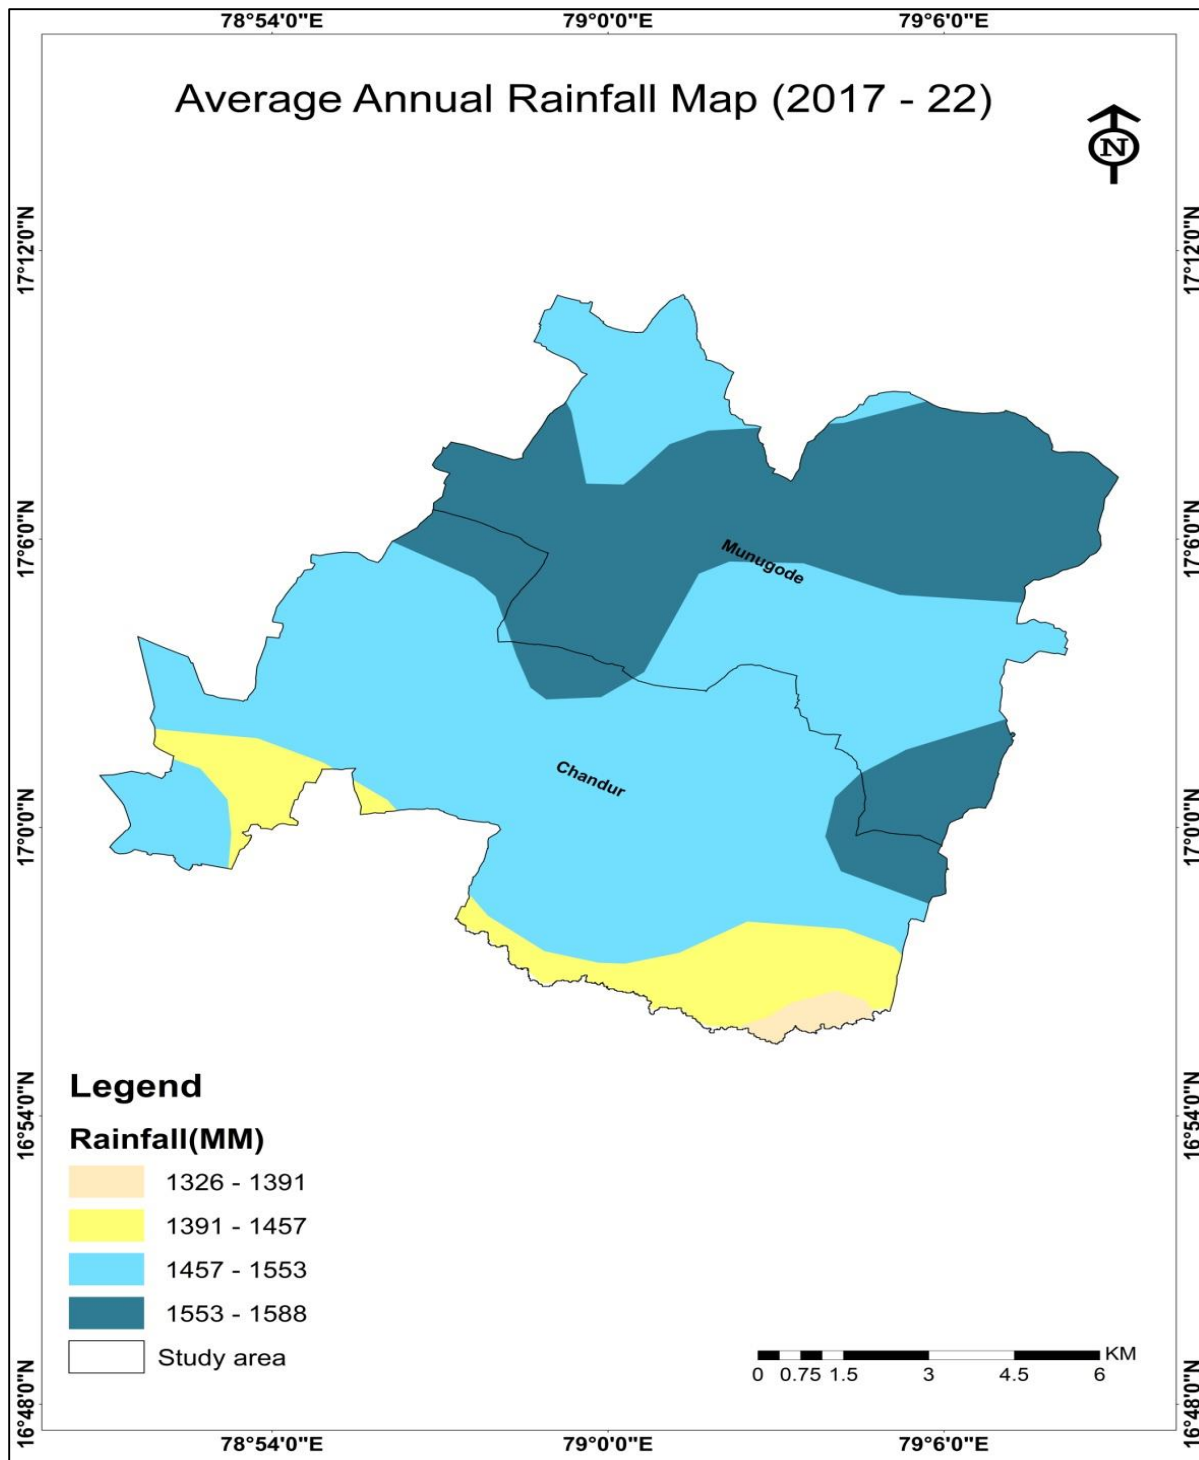 78°54'0"E 79°0'0"E 79°6'0"E
Average Annual Rainfall Map (2017 - 22)
N
17°12'0"N 17°12'0"N
17°6'0"N 17°6'0"N
Munugode
Chandur
17°0'0"N 17°0'0"N
Legend
Rainfall(MM)
16°54'0"N 16°54'0"N
1326 - 1391
1391 - 1457
1457 - 1553
1553 - 1588
Study area
KM
0 0.75 1.5 3 4.5 6
16°48'0"N 16°48'0"N
78°54'0"E 79°0'0"E 79°6'0"E